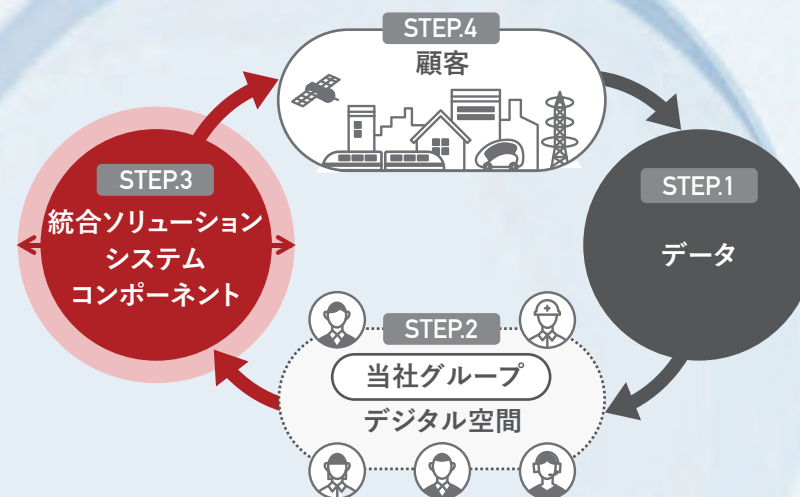 STEP.4
顧客
STEP.3
統合ソリューション
システム
コンポーネント
STEP.1
データ
STEP.2
当社グループ
デジタル空間